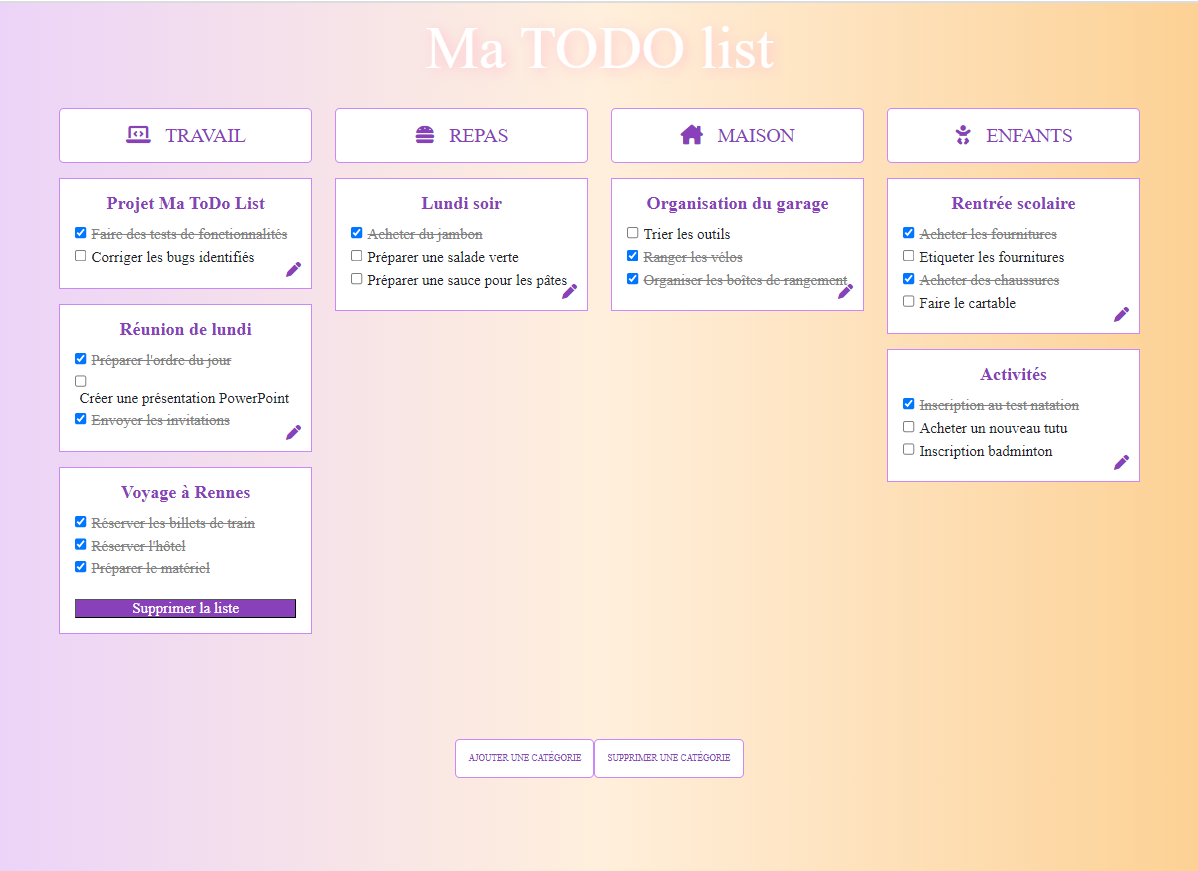 Ma TODO list
TRAVAIL
Projet Ma ToDo List
Faire des tests de fonctionnalités
Corriger les bugs identifiés
Réunion de lundi
Préparer l'ordre du jour
Créer une présentation PowerPoint
Envoyer les invitations
Voyage à Rennes
Réserver les billets de train
Réserver l'hôtel
Préparer le matériel
Supprimer la liste
REPAS
Lundi soir
Acheter du jambon
Préparer une salade verte
Préparer une sauce pour les pâtes
MAISON
Organisation du garage
Trier les outils
Ranger les vélos
Organiser les boîtes de rangement
ENFANTS
Rentrée scolaire
Acheter les fournitures
Etiqueter les fournitures
Acheter des chaussures
Faire le cartable
Activités
Inscription au test natation
Acheter un nouveau tutu
Inscription badminton
AJOUTER UNE CATÉGORIE
SUPPRIMER UNE CATÉGORIE